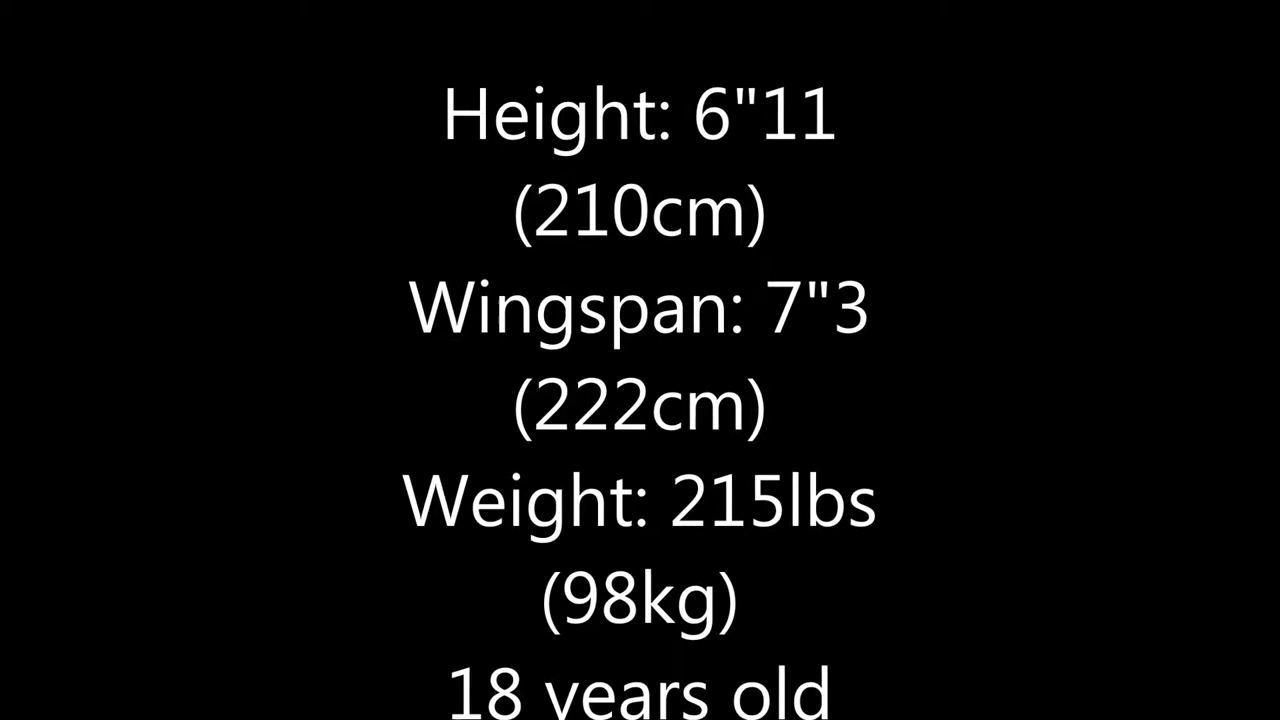 Height: 6"11
(210cm)
Wingspan: 7"3
(222cm)
Weight: 215lbs
(98kg)
18 years old